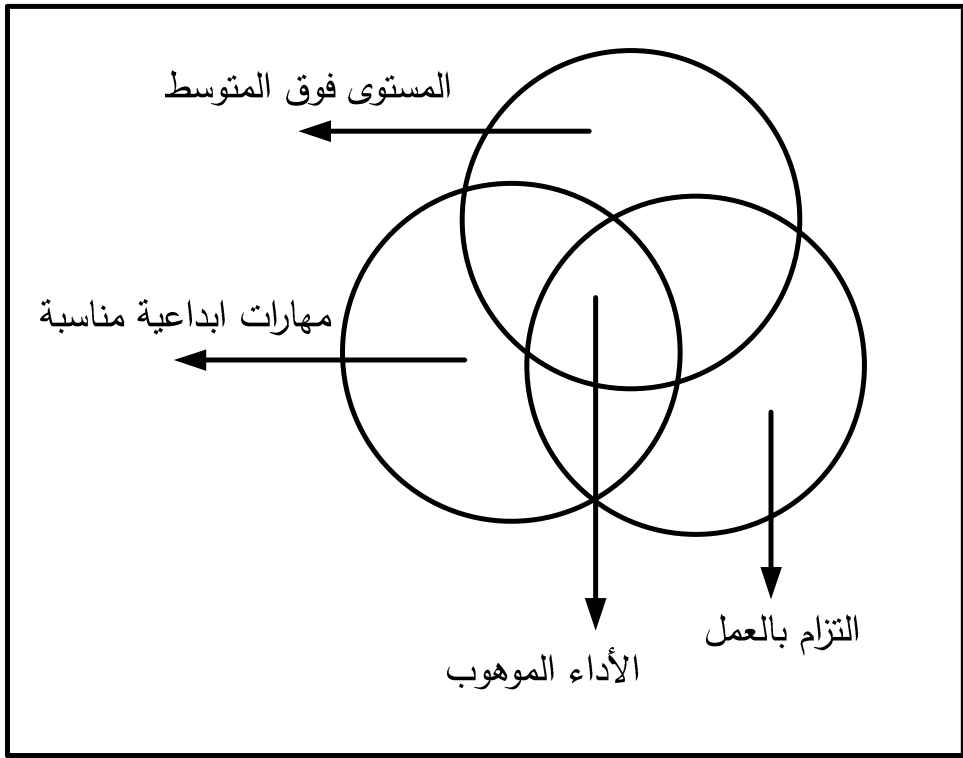 المستوى فوق المتوسط
مهارات ابداعية مناسبة
التزام بالعمل
الأداء الموهوب